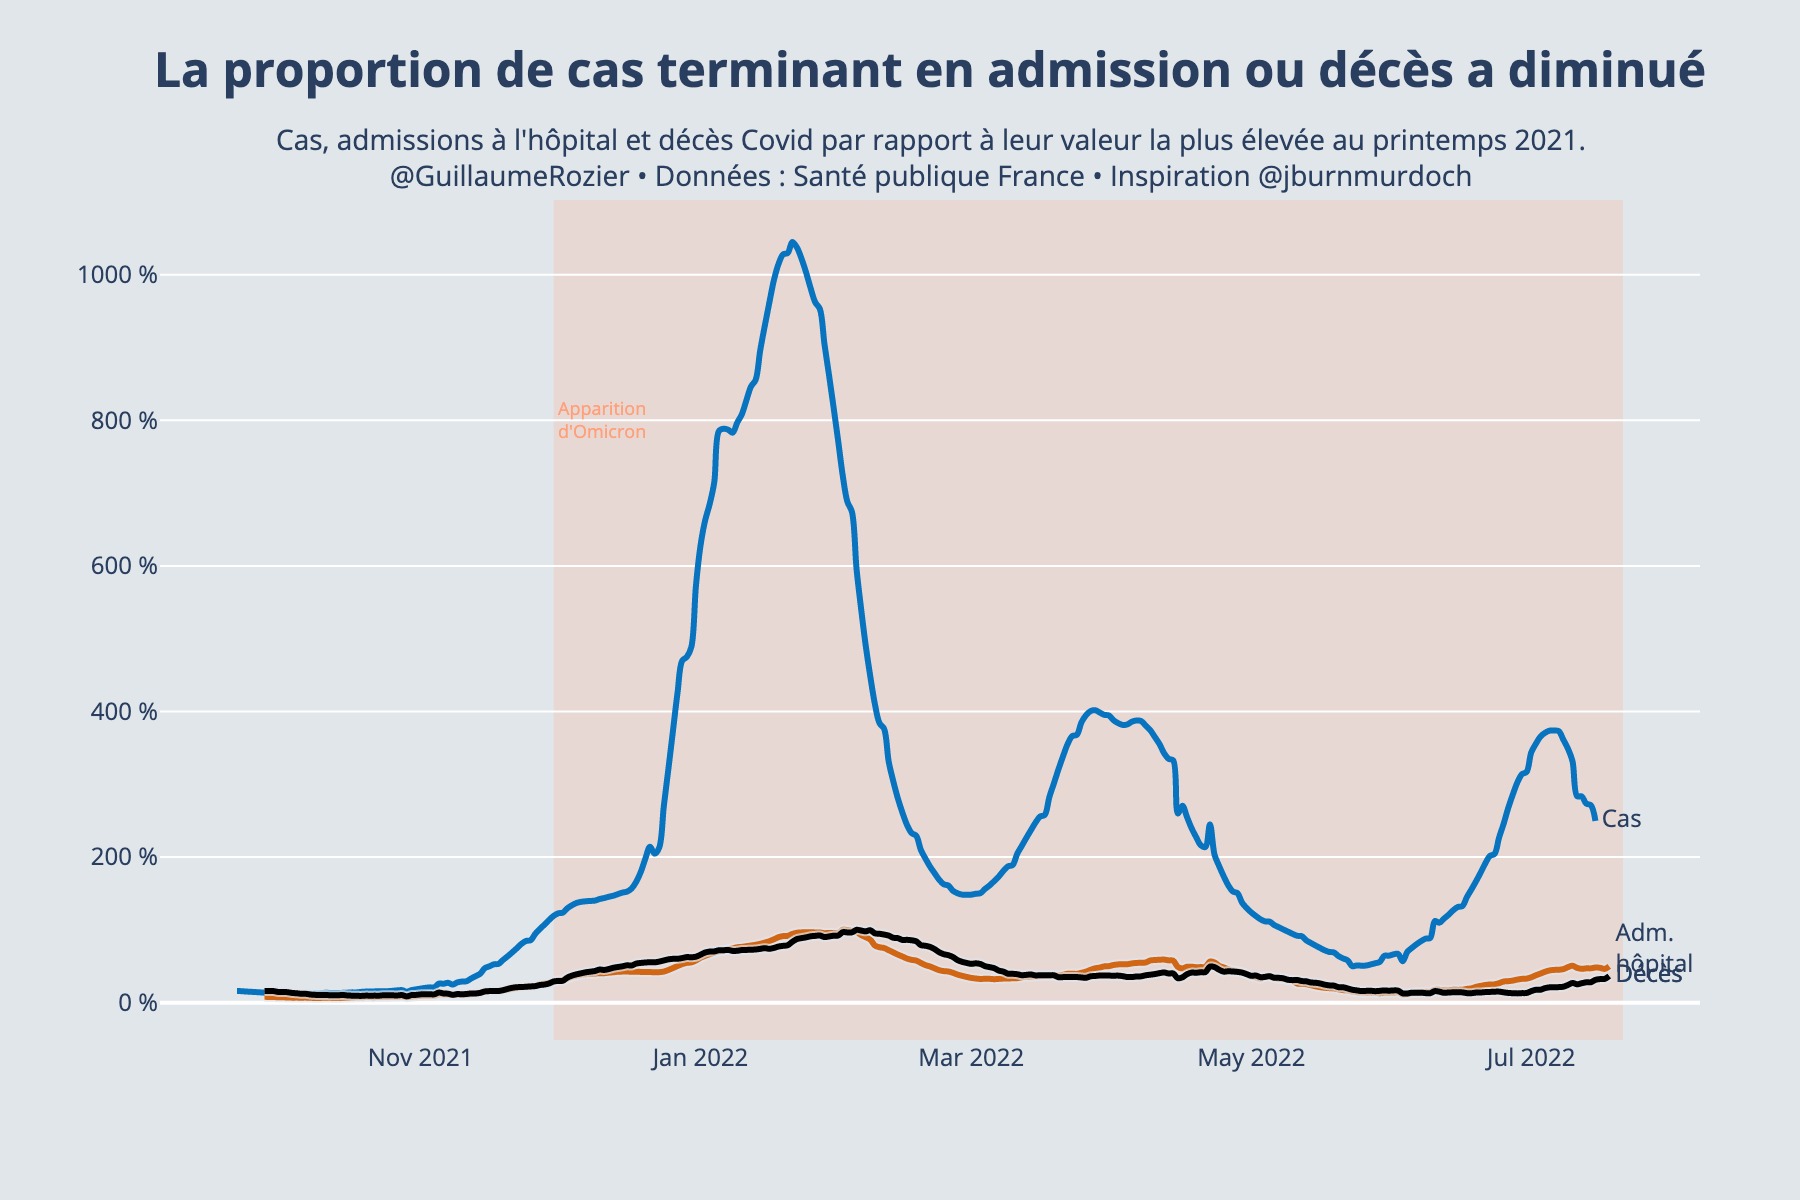 La proportion de cas terminant en admission ou décès a diminué
Cas, admissions à l'hôpital et décès Covid par rapport à leur valeur la plus élevée au printemps 2021.
@GuillaumeRozier • Données : Santé publique France • Inspiration @jburnmurdoch
1000 %
800 %
600 %
400 %
200 %
0 %
Apparition
d'Omicron
Cas
Adm.
hôpital
Décès
Nov 2021
Jan 2022
Mar 2022
May 2022
Jul 2022